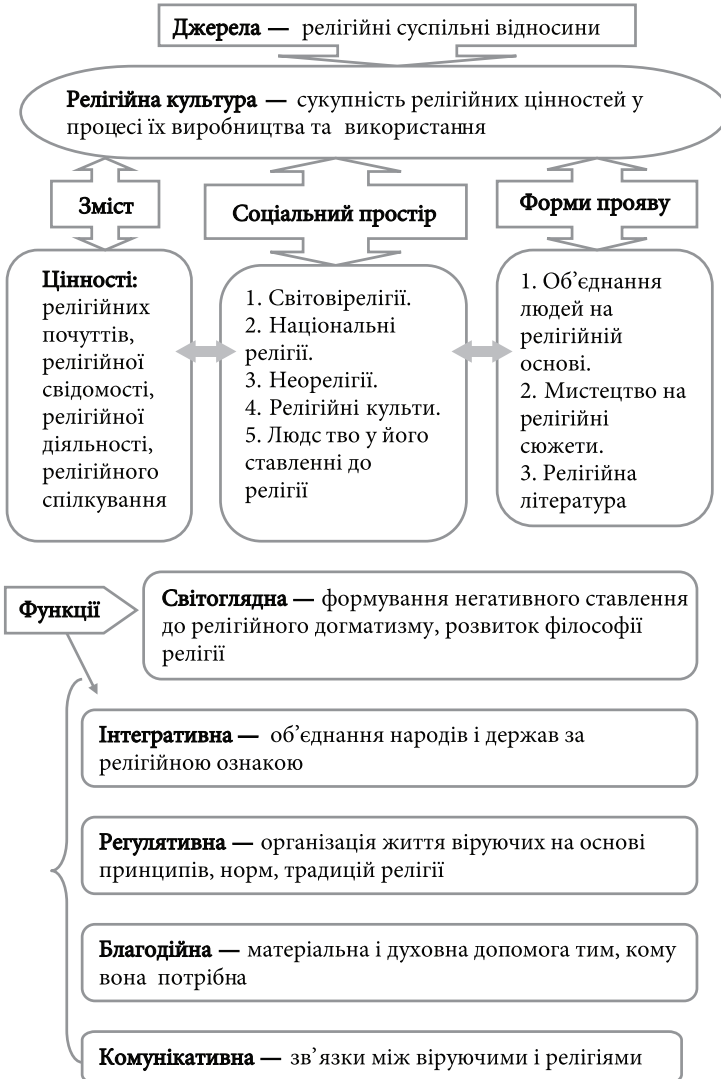 Джерела — релігійні суспільні відносини
Релігійна культура — сукупність релігійних цінностей у
процесі їх виробництва та використання
Зміст
Соціальний простір
Форми прояву
Цінності:
релігійних
почуттів,
релігійної
свідомості,
релігійної
діяльності,
релігійного
спілкування
1. Світовірелігії.
2. Національні
релігії.
3. Неорелігії.
4. Релігійні культи.
5. Людс тво у його
ставленні до
релігії
1. Об’єднання
людей на
релігійній
основі.
2. Мистецтво на
релігійні
сюжети.
3. Релігійна
література
Функції
Світоглядна — формування негативного ставлення
до релігійного догматизму, розвиток філософії
релігії
Інтегративна — об’єднання народів і держав за
релігійною ознакою
Регулятивна — організація життя віруючих на основі
принципів, норм, традицій релігії
Благодійна — матеріальна і духовна допомога тим, кому
вона потрібна
Комунікативна — зв’язки між віруючими і релігіями